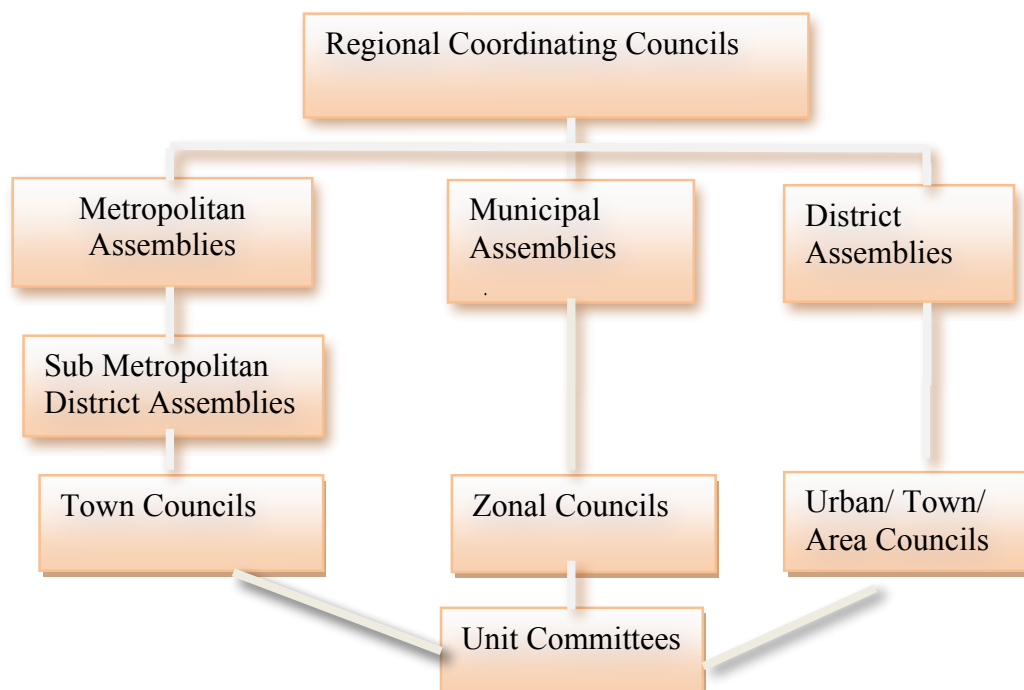 Regional Coordinating Councils
Metropolitan
Assemblies
Municipal
Assemblies
.
District
Assemblies
Sub Metropolitan
District Assemblies
Town Councils
Zonal Councils
Urban/ Town/
Area Councils
Unit Committees